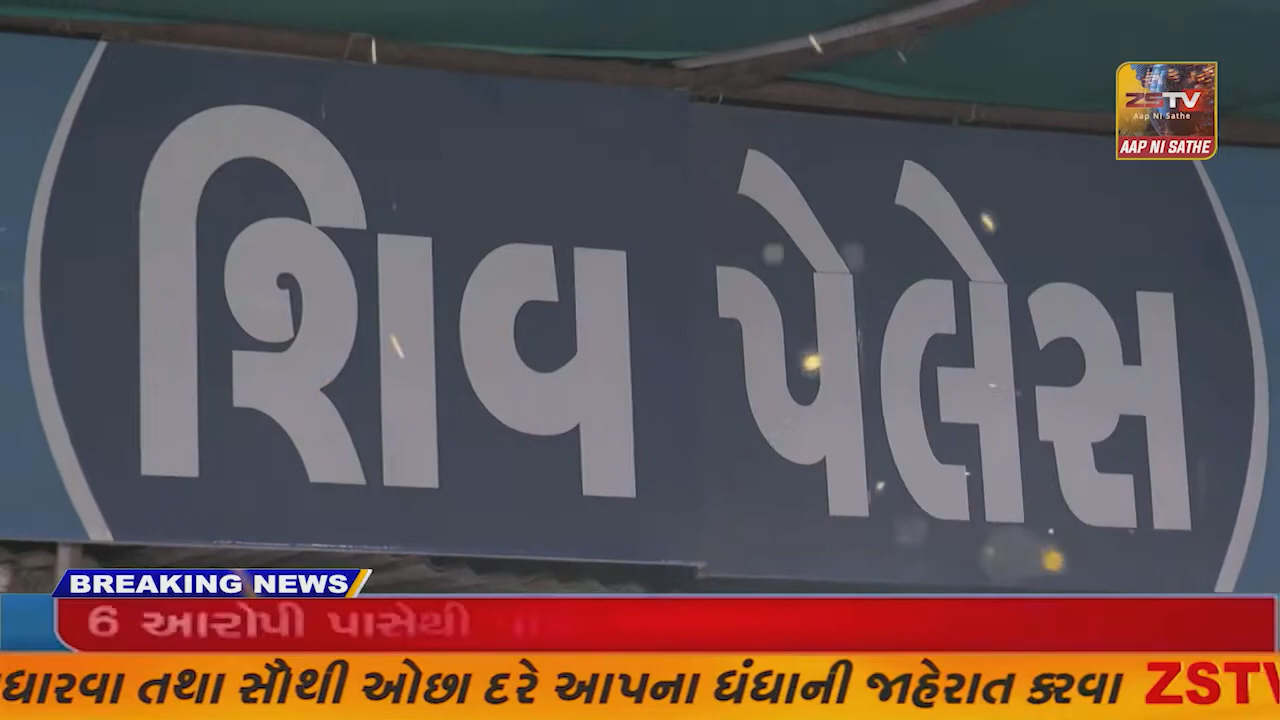 શિવ પેલેસ
ZSTV
Aap Ni Sathe
AAP NI SATHE
BREAKING NEWS
6 આરોપી પાસેથી
ધારવા તથા સૌથી ઓછા દરે આપના ધંધાની જાહેરાત કરવા ZSTV